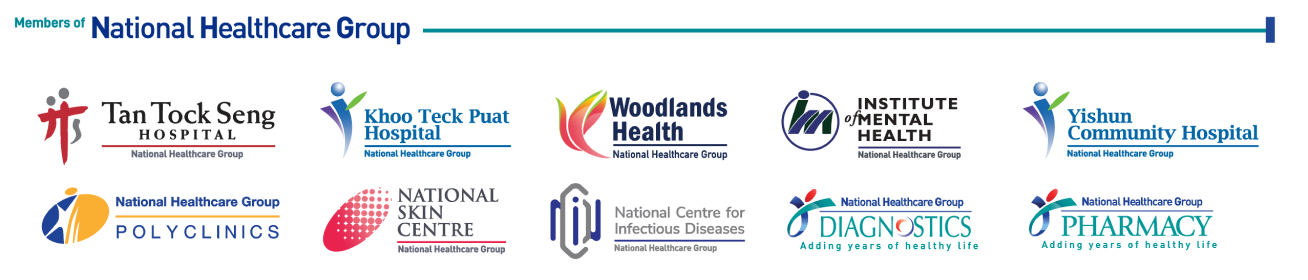 Members of National Healthcare Group
Tan Tock Seng
HOSPITAL
National Healthcare Group
Khoo Teck Puat
Hospital
National Healthcare Group
Woodlands
Health
National Healthcare Group
INSTITUTE
of MENTAL
HEALTH
National Healthcare Group
Yishun
Community Hospital
National Healthcare Group
National Healthcare Group
POLYCLINICS
NATIONAL
SKIN
CENTRE
National Healthcare Group
National Centre for
Infectious Diseases
National Healthcare Group
National Healthcare Group
DIAGNOSTICS
Adding years of healthy life
National Healthcare Group
PHARMACY
Adding years of healthy life